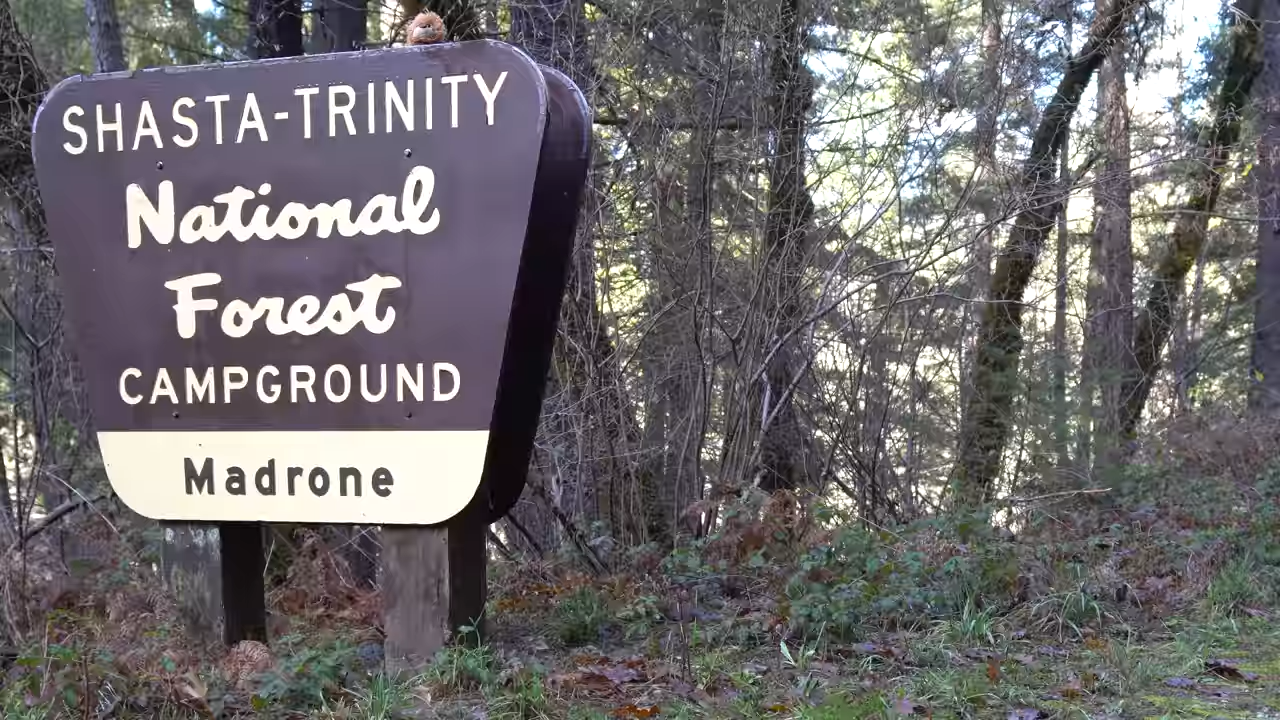 SHASTA-TRINITY
National
Forest
CAMPGROUND
Madrone